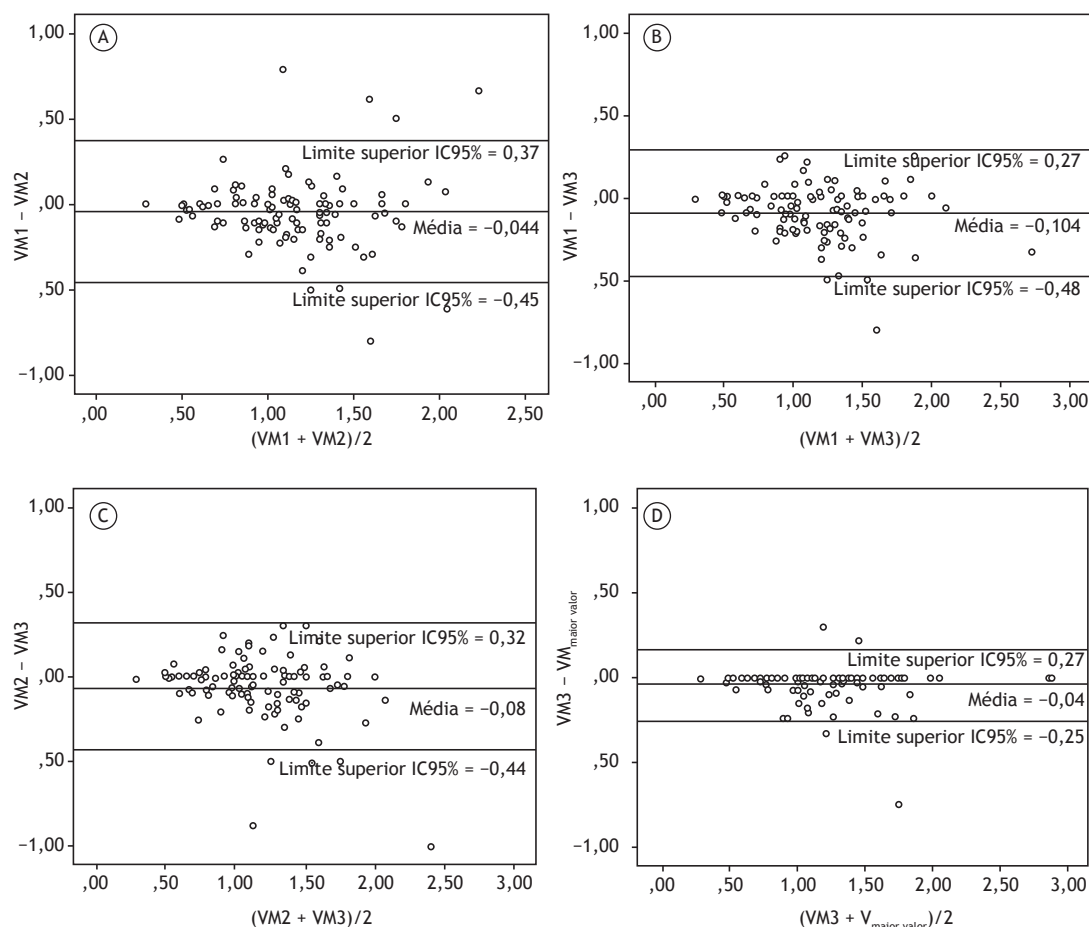 A
1,00
,50
,00
,50
−1,00
VM1 − VM2
Limite superior IC95% = 0,37
Média = −0,044
Limite superior IC95% = −0,45
,00
,50
1,00
1,50
2,00
2,50
(VM1 + VM2)/2
B
1,00
,50
,00
,50
−1,00
VM1 − VM3
Limite superior IC95% = 0,27
Média = −0,104
Limite superior IC95% = −0,48
,00
,50
1,00
1,50
2,00
2,50
3,00
(VM1 + VM3)/2
C
1,00
,50
,00
,50
−1,00
VM2 − VM3
Limite superior IC95% = 0,32
Média = −0,08
Limite superior IC95% = −0,44
,00
,50
1,00
1,50
2,00
2,50
3,00
(VM2 + VM3)/2
D
1,00
,50
,00
,50
−1,00
VM3 − VM maior valor
Limite superior IC95% = 0,27
Média = −0,04
Limite superior IC95% = −0,25
,00
,50
1,00
1,50
2,00
2,50
3,00
(VM3 + V maior valor)/2